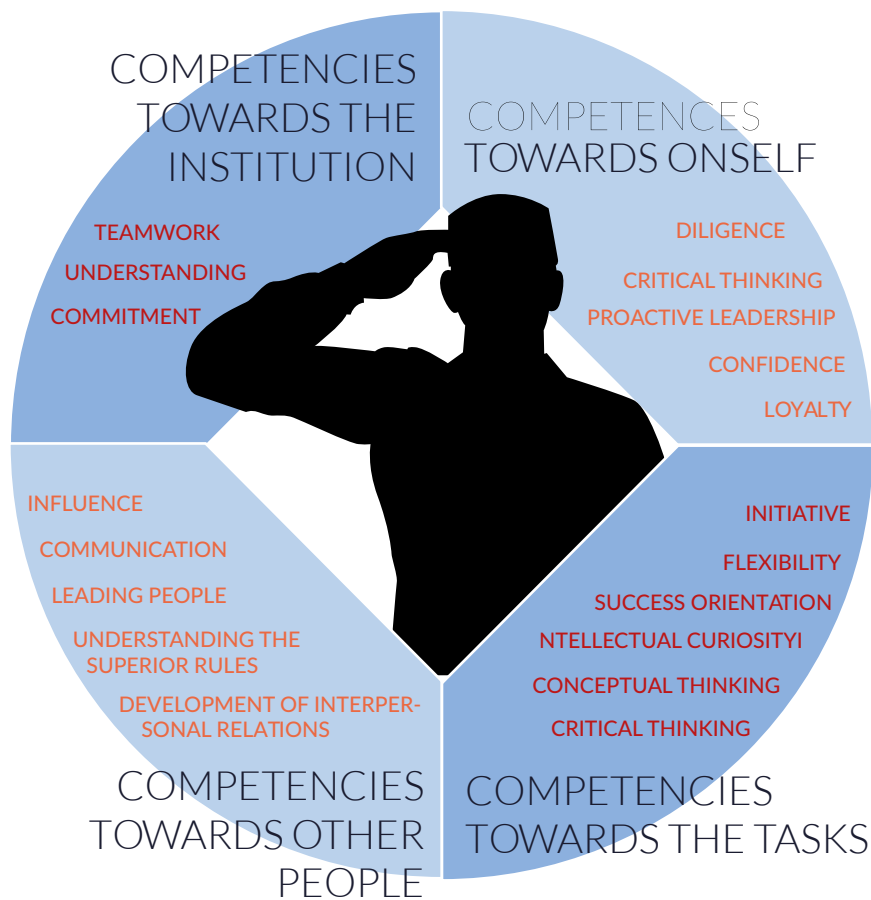 COMPETENCIES
TOWARDS THE
INSTITUTION
TEAMWORK
UNDERSTANDING
COMMITMENT
COMPETENCES
TOWARDS ONSELF
DILIGENCE
CRITICAL THINKING
PROACTIVE LEADERSHIP
CONFIDENCE
LOYALTY
INFLUENCE
COMMUNICATION
LEADING PEOPLE
UNDERSTANDING THE
SUPERIOR RULES
DEVELOPMENT OF INTERPER-
SONAL RELATIONS
COMPETENCIES
TOWARDS OTHER
PEOPLE
INITIATIVE
FLEXIBILITY
SUCCESS ORIENTATION
NTELLECTUAL CURIOSITYI
CONCEPTUAL THINKING
CRITICAL THINKING
COMPETENCIES
TOWARDS THE TASKS